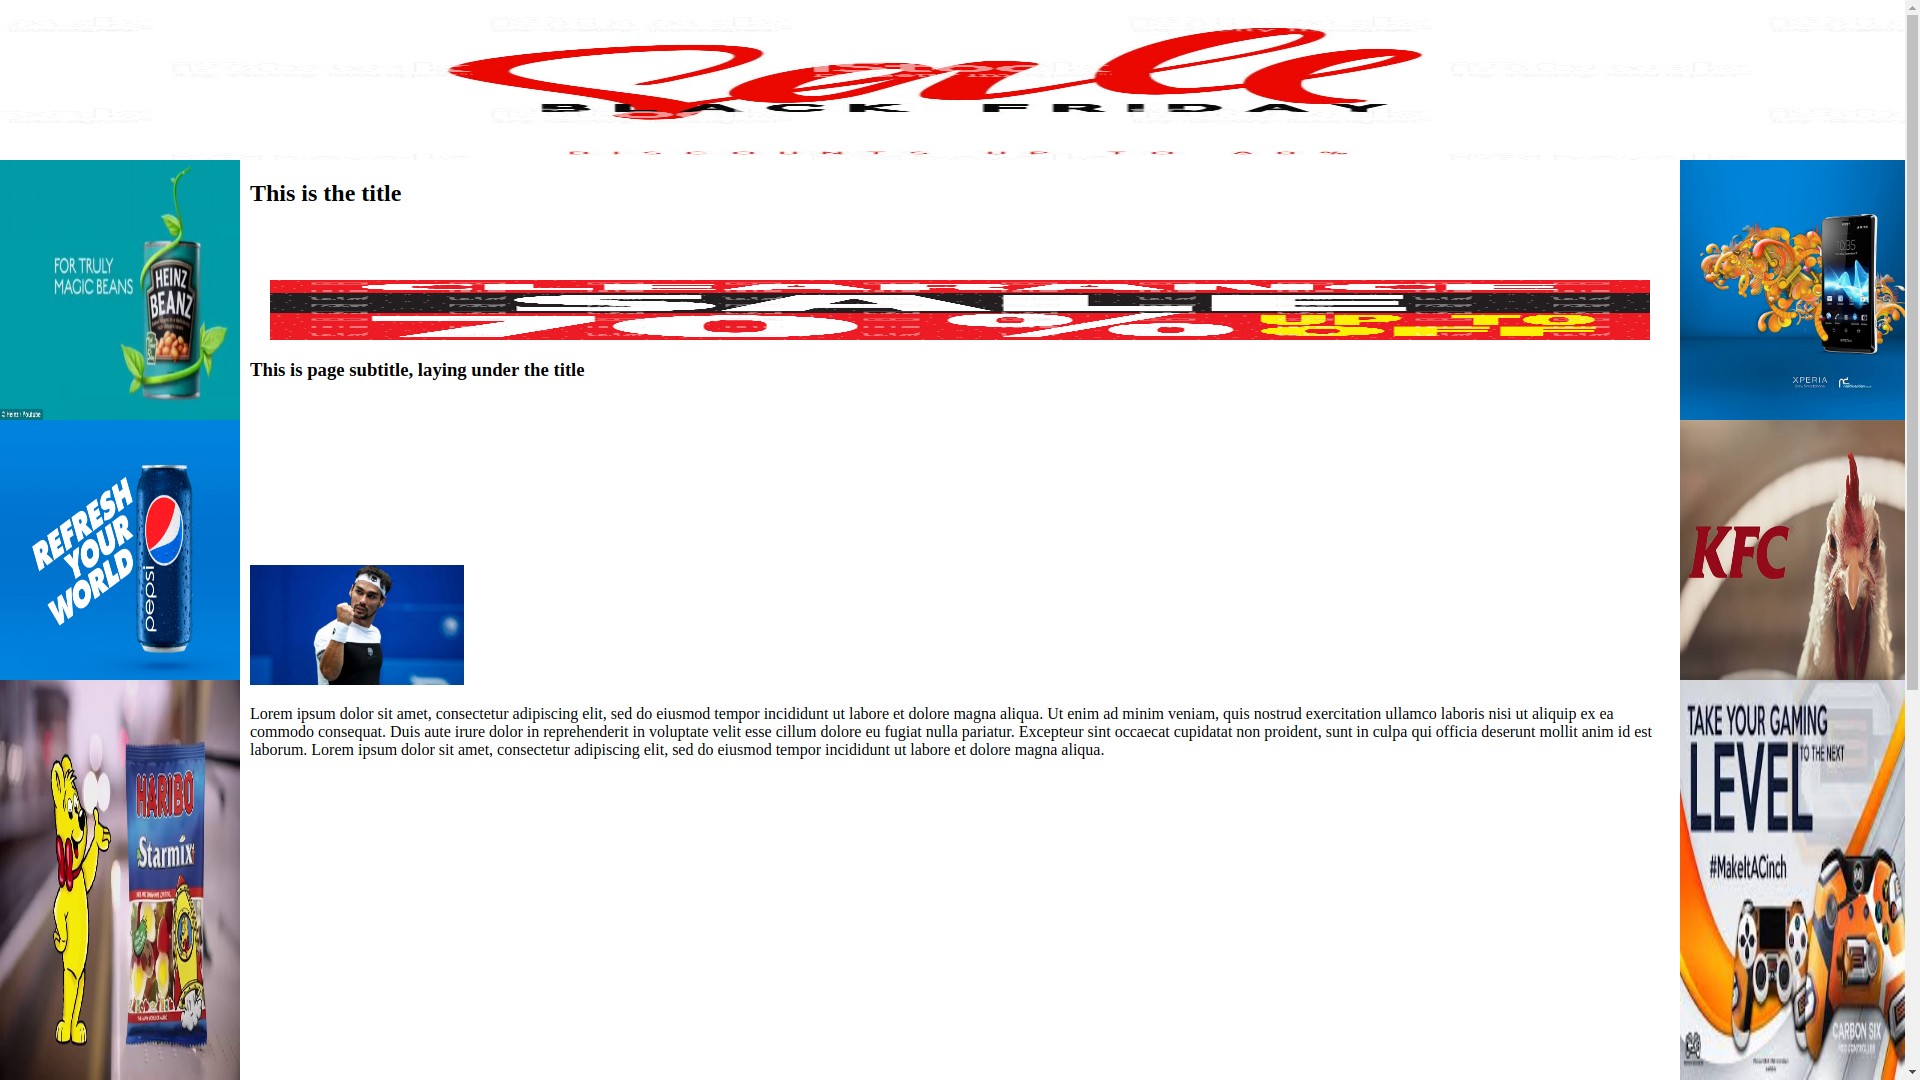 Sale
BLACK FRIDAY
DISCOUNTS UP TO 80%
This is the title
FOR TRULY
MAGIC BEANS
HEINZ
BEANZ
© Heinz / Youtube
CLEARANCE
SALE
70% UP TO
OFF
This is page subtitle, laying under the title
10:35
XPERIA
REFRESH
YOUR
WORLD
pepsi
KFC
HARIBO
Starmix
Lorem ipsum dolor sit amet, consectetur adipiscing elit, sed do eiusmod tempor incididunt ut labore et dolore magna aliqua. Ut enim ad minim veniam, quis nostrud exercitation ullamco laboris nisi ut aliquip ex ea
commodo consequat. Duis aute irure dolor in reprehenderit in voluptate velit esse cillum dolore eu fugiat nulla pariatur. Excepteur sint occaecat cupidatat non proident, sunt in culpa qui officia deserunt mollit anim id est
laborum. Lorem ipsum dolor sit amet, consectetur adipiscing elit, sed do eiusmod tempor incididunt ut labore et dolore magna aliqua.
TAKE YOUR GAMING
TO THE NEXT
LEVEL
#MakeItACinch
CARBON SIX